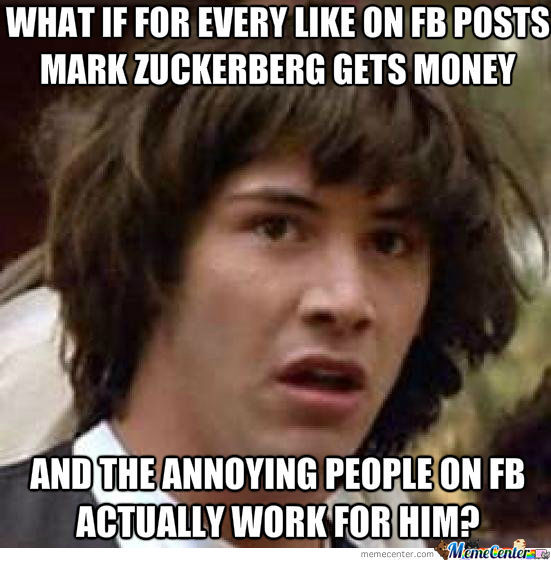 WHAT IF FOR EVERY LIKE ON FB POSTS
MARK ZUCKERBERG GETS MONEY
AND THE ANNOYING PEOPLE ON FB
ACTUALLY WORK FOR HIM?
memecenter.com MemeCenter